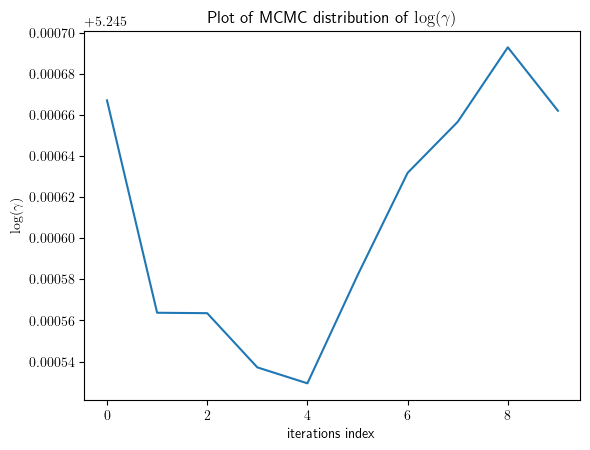 Plot of MCMC distribution of log(γ)
+5.245
0.00070
0.00068
0.00066
0.00064
0.00062
0.00060
0.00058
0.00056
0.00054
log(γ)
0 2 4 6 8
iterations index